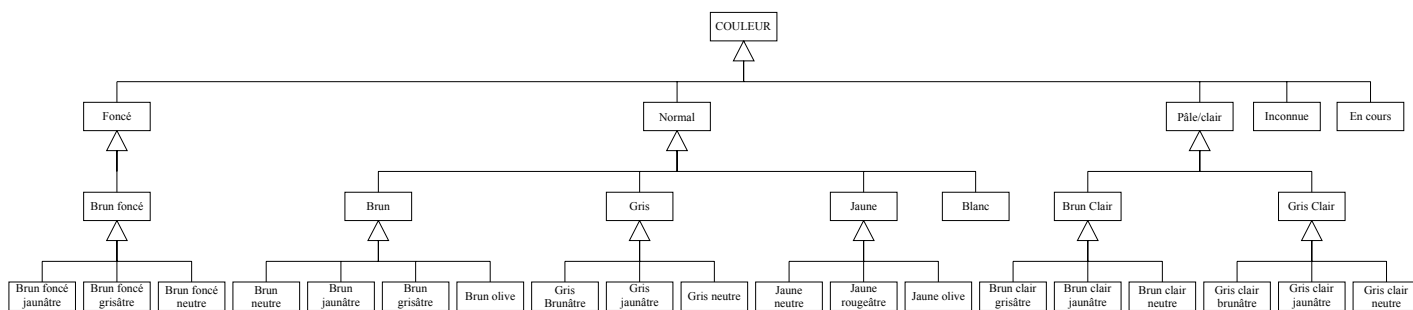 COULEUR
Foncé
Normal
Pâle/clair
Inconnue
En cours
Brun foncé
Brun
Gris
Jaune
Blanc
Brun Clair
Gris Clair
Brun foncé
jaunâtre
Brun foncé
grisâtre
Brun foncé
neutre
Brun
neutre
Brun
jaunâtre
Brun
grisâtre
Brun olive
Gris
Brunâtre
Gris
jaunâtre
Gris neutre
Jaune
neutre
Jaune
rougeâtre
Jaune olive
Brun clair
grisâtre
Brun clair
jaunâtre
Brun clair
neutre
Gris clair
brunâtre
Gris clair
jaunâtre
Gris clair
neutre